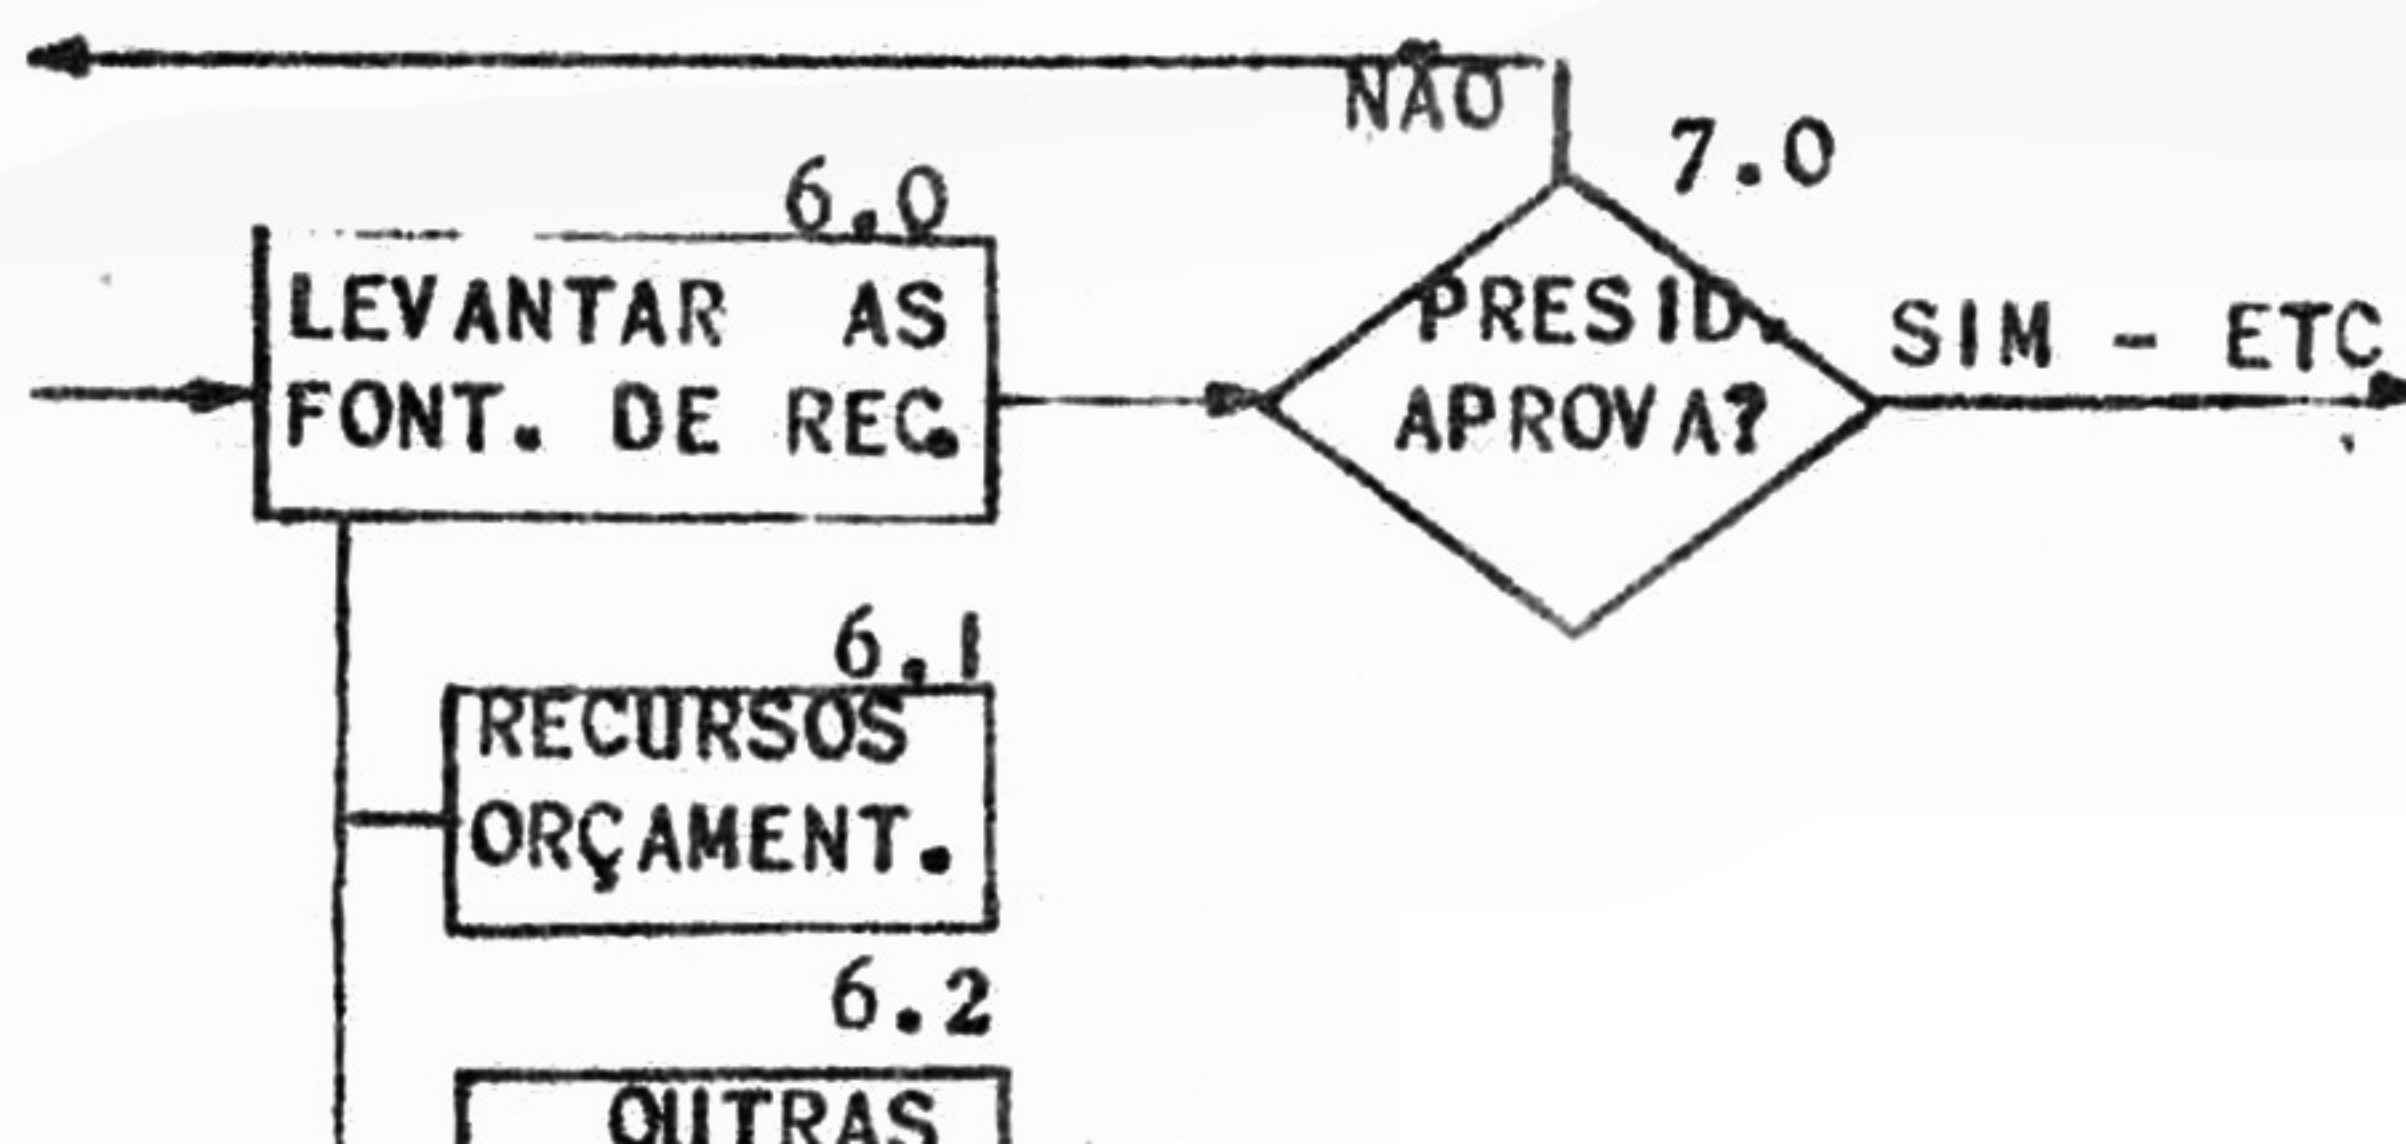 NÃO
7.0
6.0
LEVANTAR AS
FONT. DE REC.
PRESID.
APROVA?
SIM - ETC
6.1
RECURSOS
ORÇAMENT.
6.2
OUTRAS